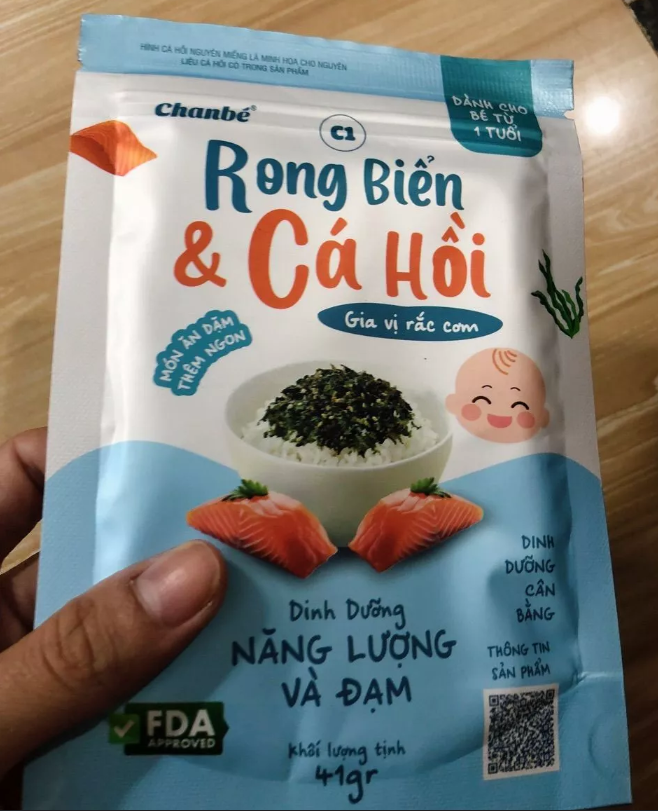 HÌNH CÁ HỒI NGUYÊN MIẾNG LÀ MINH HỌA CHO NGUYÊN
LIỆU CÁ HỒI CÓ TRONG SẢN PHẨM
Chanbé®
C1
DÀNH CHO
BÉ TỪ
1 TUỔI
Rong Biển
& Cá Hồi
Gia vị rắc cơm
MÓN ĂN DẶM
THÊM NGON
DINH
DƯỠNG
CÂN
BẰNG
Dinh Dưỡng
NĂNG LƯỢNG
VÀ ĐẠM
THÔNG TIN
SẢN PHẨM
FDA
APPROVED
Khối lượng tịnh
41gr